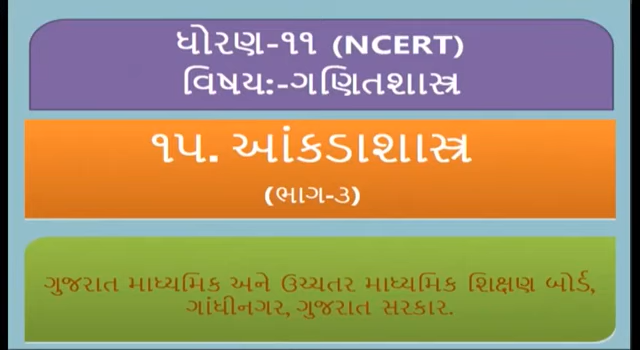 ધોરણ-૧૧ (NCERT)
વિષય:-ગણિતશાસ્ત્ર
૧૫. આંકડાશાસ્ત્ર
(ભાગ-૩)
ગુજરાત માધ્યમિક અને ઉચ્ચતર માધ્યમિક શિક્ષણ બોર્ડ,
ગાંધીનગર, ગુજરાત સરકાર.